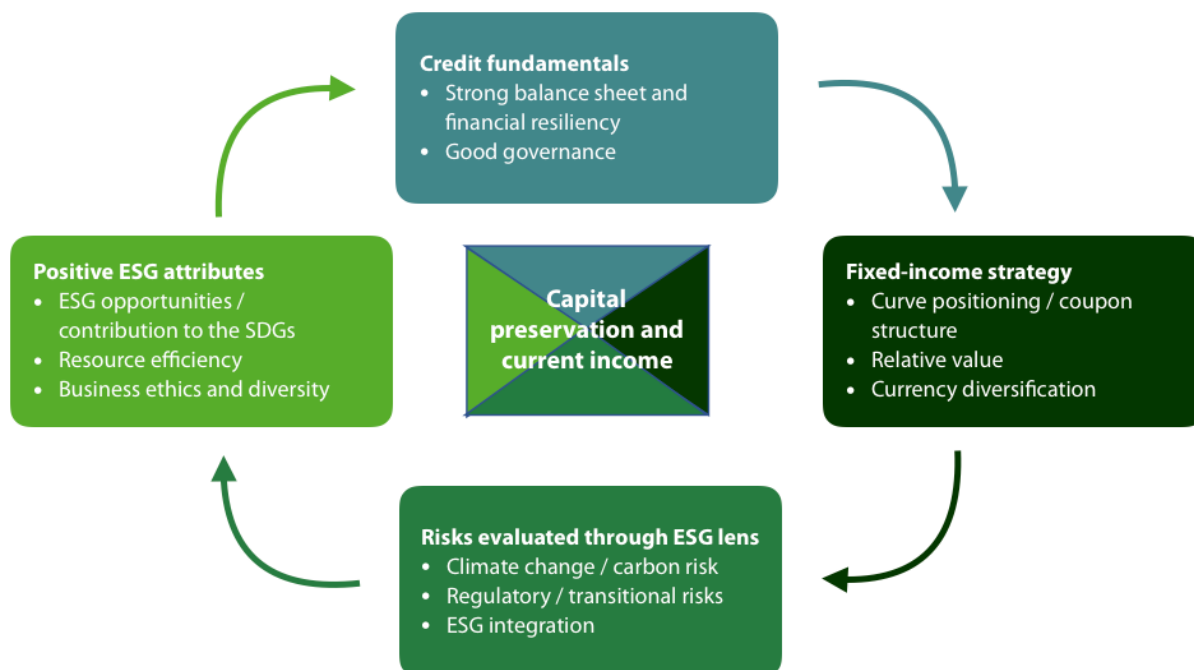 Credit fundamentals
• Strong balance sheet and
financial resiliency
• Good governance
Positive ESG attributes
• ESG opportunities /
contribution to the SDGs
• Resource efficiency
• Business ethics and diversity
Capital
preservation and
current income
Fixed-income strategy
• Curve positioning / coupon
structure
• Relative value
• Currency diversification
Risks evaluated through ESG lens
• Climate change / carbon risk
• Regulatory / transitional risks
• ESG integration